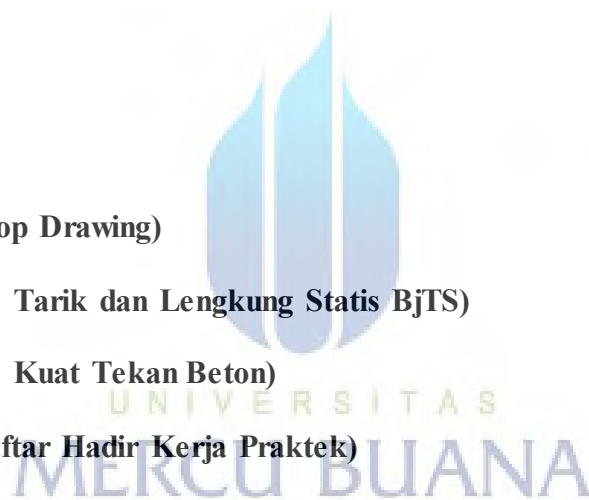 op Drawing)
Tarik dan Lengkung Statis BjTS)
Kuat Tekan Beton)
UNIVERSITAS
ftar Hadir Kerja Praktek)
MERCU BUANA